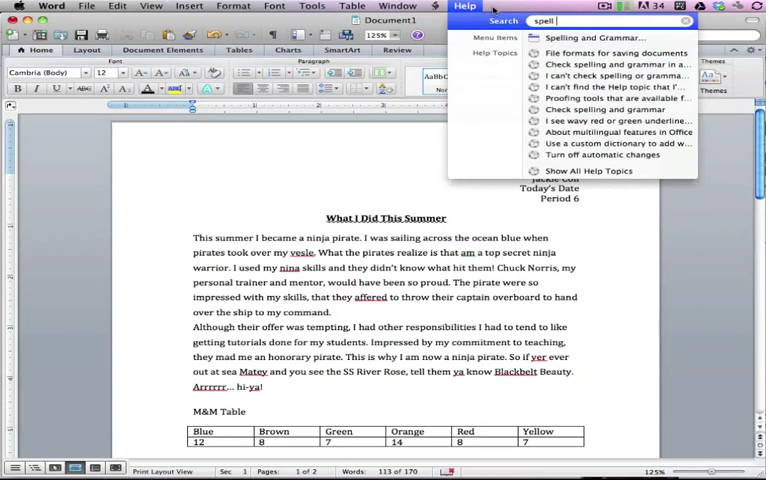 File Edit View Insert Format Font Tools Table Window Help
34
Document1
125%
Search spell
Menu Items Spelling and Grammar...
Help Topics File formats for saving documents
Check spelling and grammar in a...
I can't check spelling or gramma...
I can't find the Help topic that I'...
Proofing tools that are available f...
Check spelling and grammar
I see wavy red or green underline...
About multilingual features in Office
Use a custom dictionary to add w...
Turn off automatic changes
Show All Help Topics
Home Layout Document Elements Tables Charts SmartArt
Font Paragraph Themes
Cambria (Body) 12
Themes
Today's Date
Period 6
What I Did This Summer
This summer I became a ninja pirate. I was sailing across the ocean blue when
pirates took over my vesle. What the pirates realize is that am a top secret ninja
warrior. I used my nina skills and they didn't know what hit them! Chuck Norris, my
personal trainer and mentor, would have been so proud. The pirate were so
impressed with my skills, that they affered to throw their captain overboard to hand
over the ship to my command.
Although their offer was tempting, I had other responsibilities I had to tend to like
getting tutorials done for my students. Impressed by my commitment to teaching,
they mad me an honorary pirate. This is why I am now a ninja pirate. So if yer ever
out at sea Matey and you see the SS River Rose, tell them ya know Blackbelt Beauty.
Arrrrrr... hi-ya!
M&M Table
Blue Brown Green Orange Red Yellow
12 8 7 14 8 7
Print Layout View Sec 1 Pages: 1 of 2 Words: 113 of 170 125%